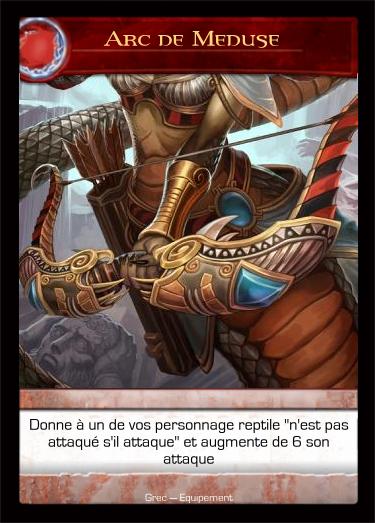 Arc de Meduse
Donne à un de vos personnage reptile "n'est pas
attaqué s'il attaque" et augmente de 6 son
attaque
Grec — Equipement